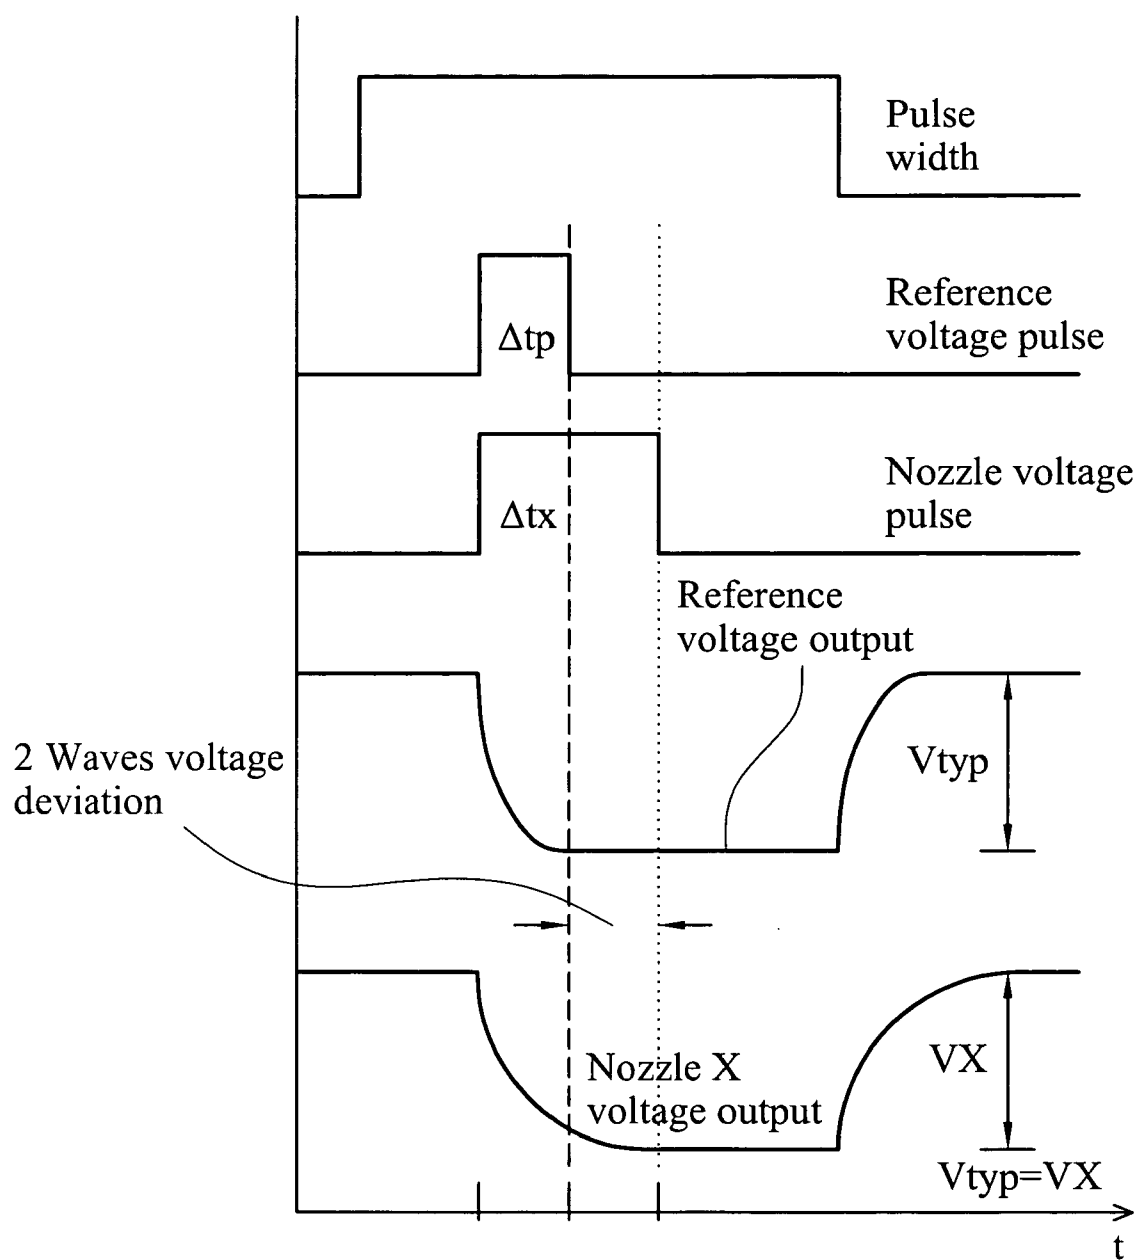 Pulse
width
Reference
voltage pulse
Δtp
Nozzle voltage
pulse
Δtx
Reference
voltage output
2 Waves voltage
deviation
Vtyp
Nozzle X
voltage output
VX
Vtyp=VX
t